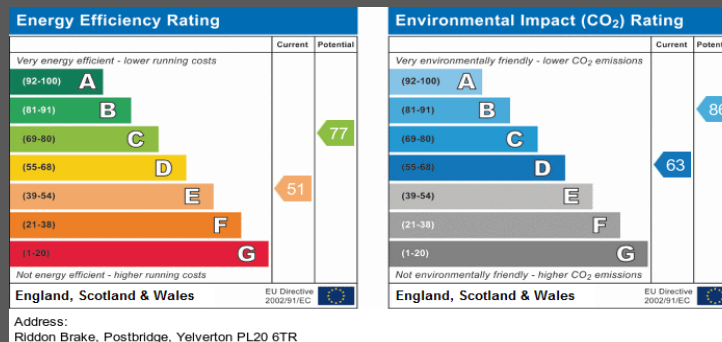 Energy Efficiency Rating
Current Potential
Very energy efficient - lower running costs
(92-100) A
(81-91) B
(69-80) C
77
(55-68) D
(39-54) E
51
(21-38) F
(1-20) G
Not energy efficient - higher running costs
England, Scotland & Wales
EU Directive
2002/91/EC
Environmental Impact (CO₂) Rating
Current Potent
Very environmentally friendly - lower CO₂ emissions
(92-100) A
(81-91) B
86
(69-80) C
(55-68) D
63
(39-54) E
(21-38) F
(1-20) G
Not environmentally friendly - higher CO₂ emissions
England, Scotland & Wales
EU Directive
2002/91/EC
Address:
Riddon Brake, Postbridge, Yelverton PL20 6TR